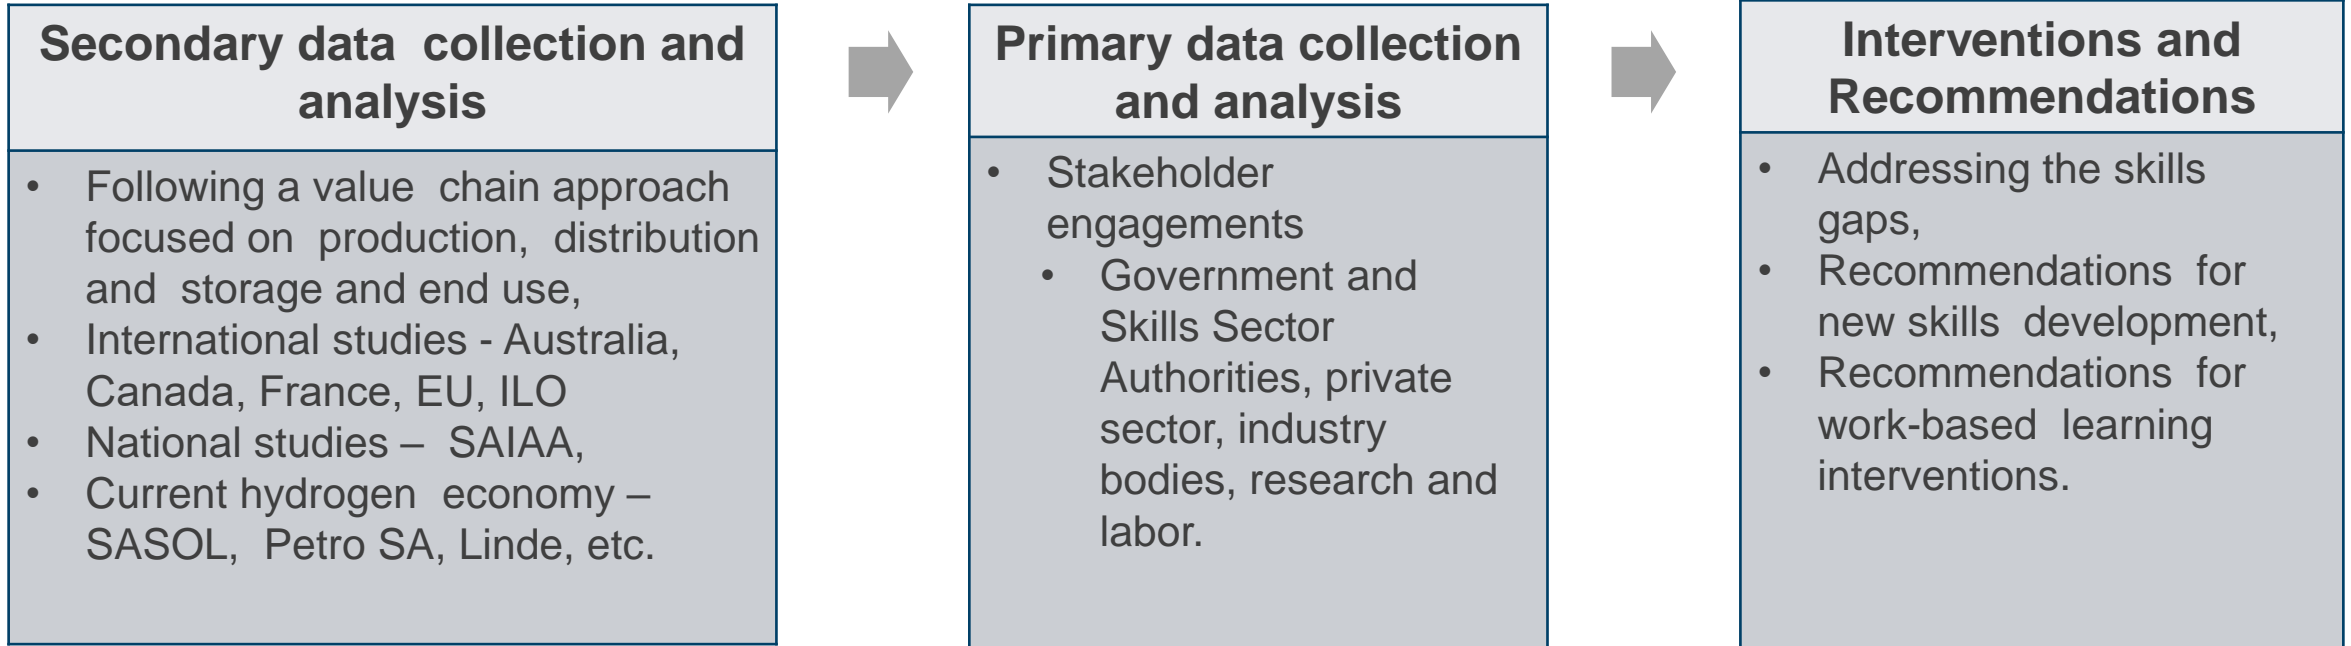 Secondary data collection and
analysis
• Following a value chain approach
focused on production, distribution
and storage and end use,
• International studies - Australia,
Canada, France, EU, ILO
• National studies – SAIAA,
• Current hydrogen economy –
SASOL, Petro SA, Linde, etc.
Primary data collection
and analysis
• Stakeholder
engagements
• Government and
Skills Sector
Authorities, private
sector, industry
bodies, research and
labor.
Interventions and
Recommendations
• Addressing the skills
gaps,
• Recommendations for
new skills development,
• Recommendations for
work-based learning
interventions.